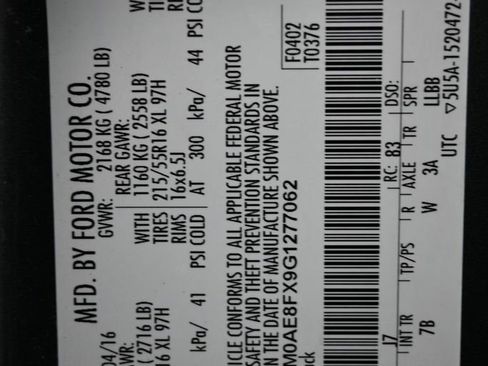 MFD. BY FORD MOTOR CO.
04/16 GVWR: 2168 KG ( 4780 LB)
REAR GAWR:
( 2716 LB) 1160 KG ( 2558 LB)
WITH
XL 97H TIRES 215/55R16 XL 97H
RIMS 16x6.5J
kPa/ 41 PSI COLD AT 300 kPa/ 44 PSI CO
ICLE CONFORMS TO ALL APPLICABLE FEDERAL MOTOR
SAFETY AND THEFT PREVENTION STANDARDS IN
N THE DATE OF MANUFACTURE SHOWN ABOVE.
M0AE8FX9G1277062
F0402
T0376
RC: 83 DSO:
INT TR TP/PS R AXLE TR SPR
7B W 3A LLBB
UTC ▽5U5A-1520472-